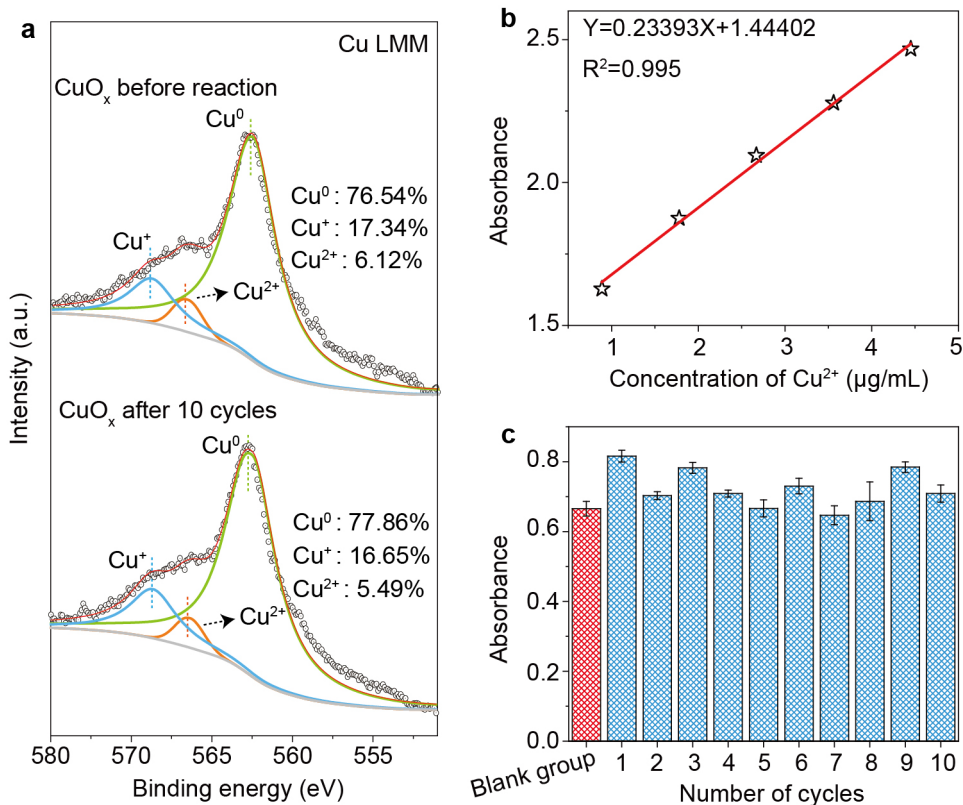 a
Cu LMM
CuOₓ before reaction
Cu⁰
Cu⁰ : 76.54%
Cu⁺ : 17.34%
Cu²⁺ : 6.12%
Cu⁺
Cu²⁺
CuOₓ after 10 cycles
Cu⁰
Cu⁰ : 77.86%
Cu⁺ : 16.65%
Cu²⁺ : 5.49%
Cu⁺
Cu²⁺
Intensity (a.u.)
580 570 565 560 555
Binding energy (eV)
b
Y=0.23393X+1.44402
R²=0.995
Absorbance
2.5
2.0
1.5
1 2 3 4 5
Concentration of Cu²⁺ (µg/mL)
c
Absorbance
0.8
0.6
0.4
0.2
0.0
Blank group 1 2 3 4 5 6 7 8 9 10
Number of cycles